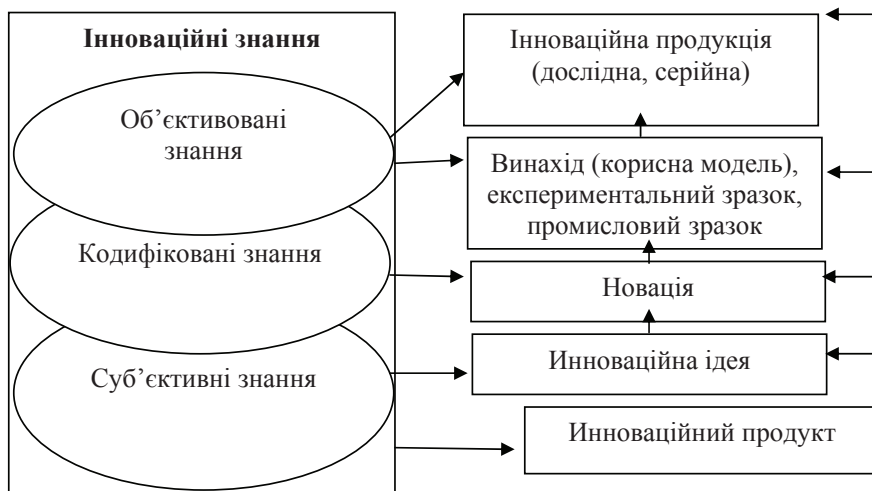 Інноваційні знання
Об’єктивовані
знання
Кодифіковані знання
Суб’єктивні знання
Інноваційна продукція
(дослідна, серійна)
Винахід (корисна модель),
експериментальний зразок,
промисловий зразок
Новація
Инноваційна ідея
Инноваційний продукт